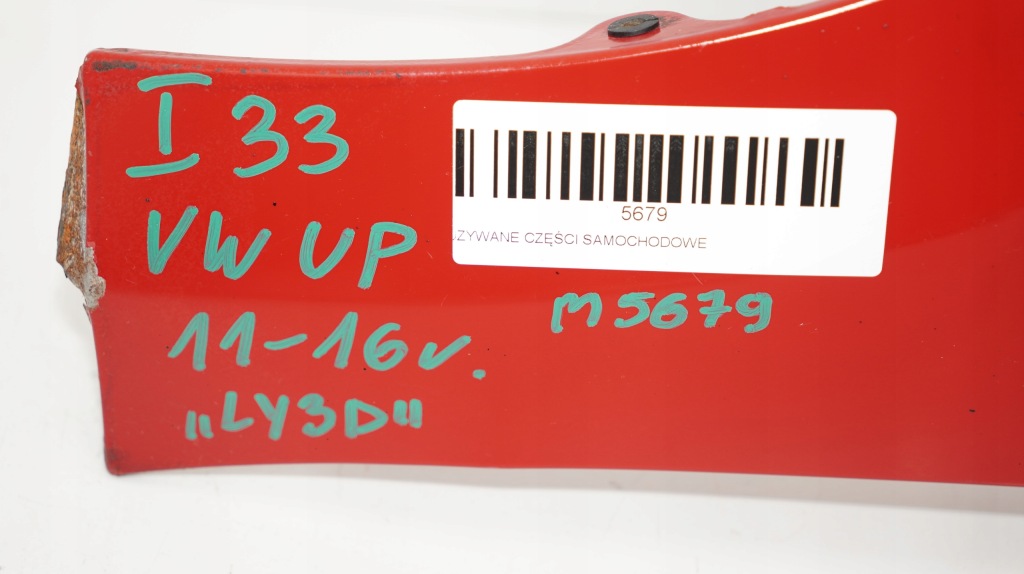 I 33
VW UP
11-16r.
"LY3D"
5679
UŻYWANE CZĘŚCI SAMOCHODOWE
M5679